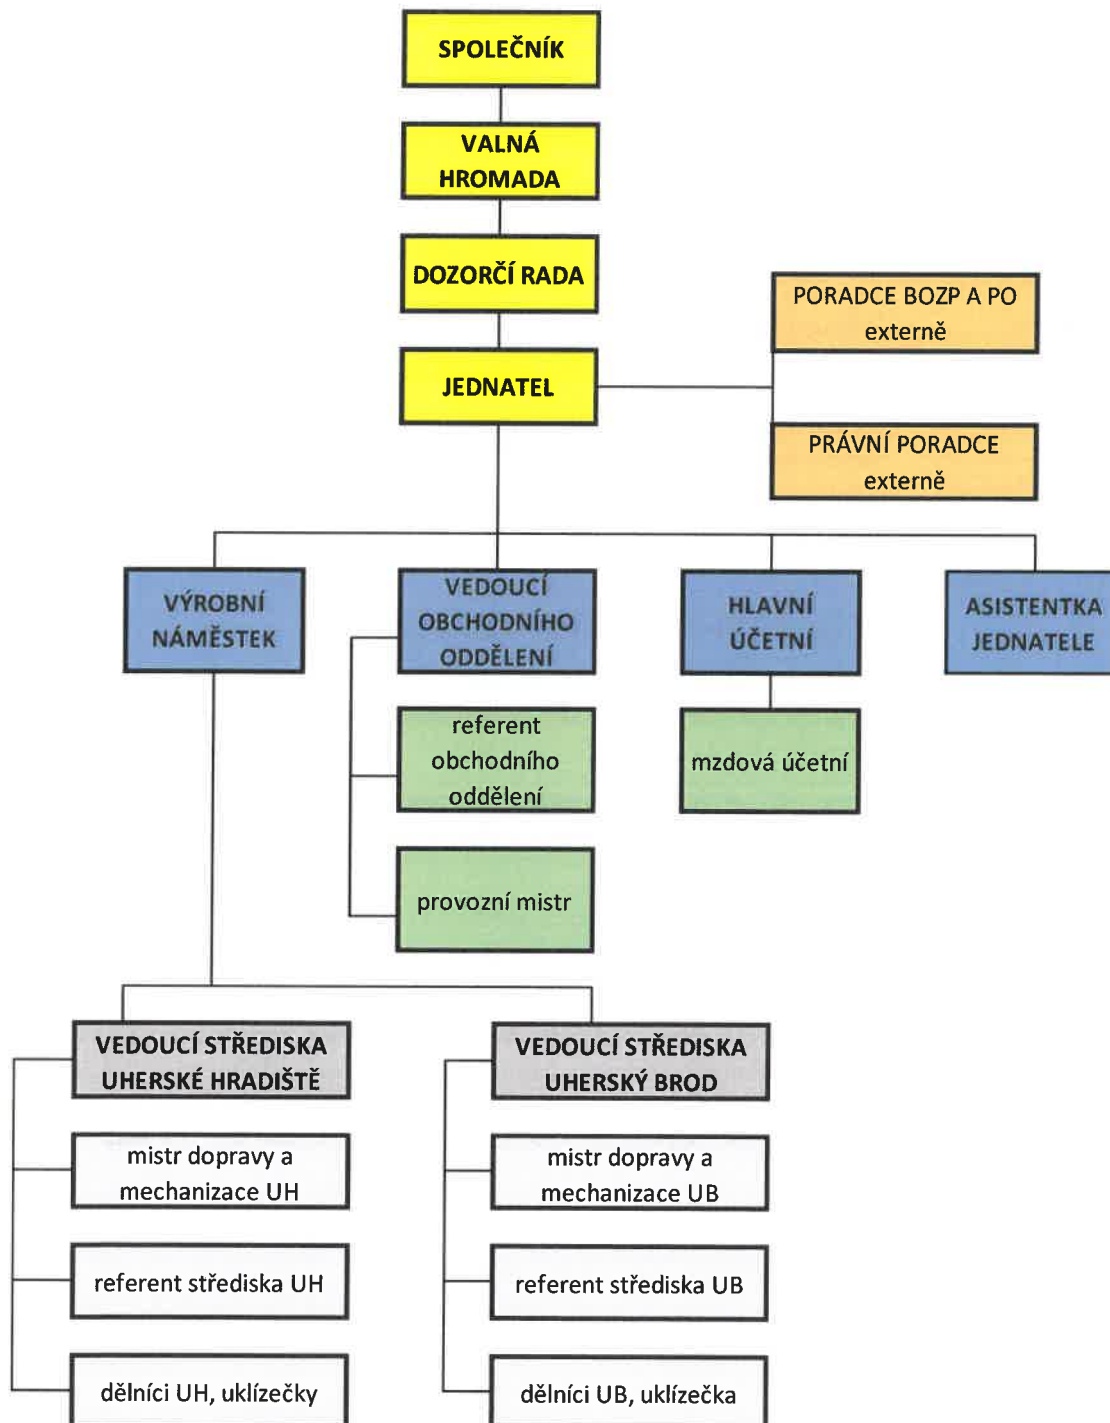 SPOLEČNÍK
VALNÁ
HROMADA
DOZORČÍ RADA
PORADCE BOZP A PO
externě
JEDNATEL
PRÁVNÍ PORADCE
externě
VÝROBNÍ
NÁMĚSTEK
VEDOUCÍ
OBCHODNÍHO
ODDĚLENÍ
HLAVNÍ
ÚČETNÍ
ASISTENTKA
JEDNATELE
referent
obchodního
oddělení
mzdová účetní
provozní mistr
VEDOUCÍ STŘEDISKA
UHERSKÉ HRADIŠTĚ
VEDOUCÍ STŘEDISKA
UHERSKÝ BROD
mistr dopravy a
mechanizace UH
mistr dopravy a
mechanizace UB
referent střediska UH
referent střediska UB
dělníci UH, uklízečky
dělníci UB, uklízečka